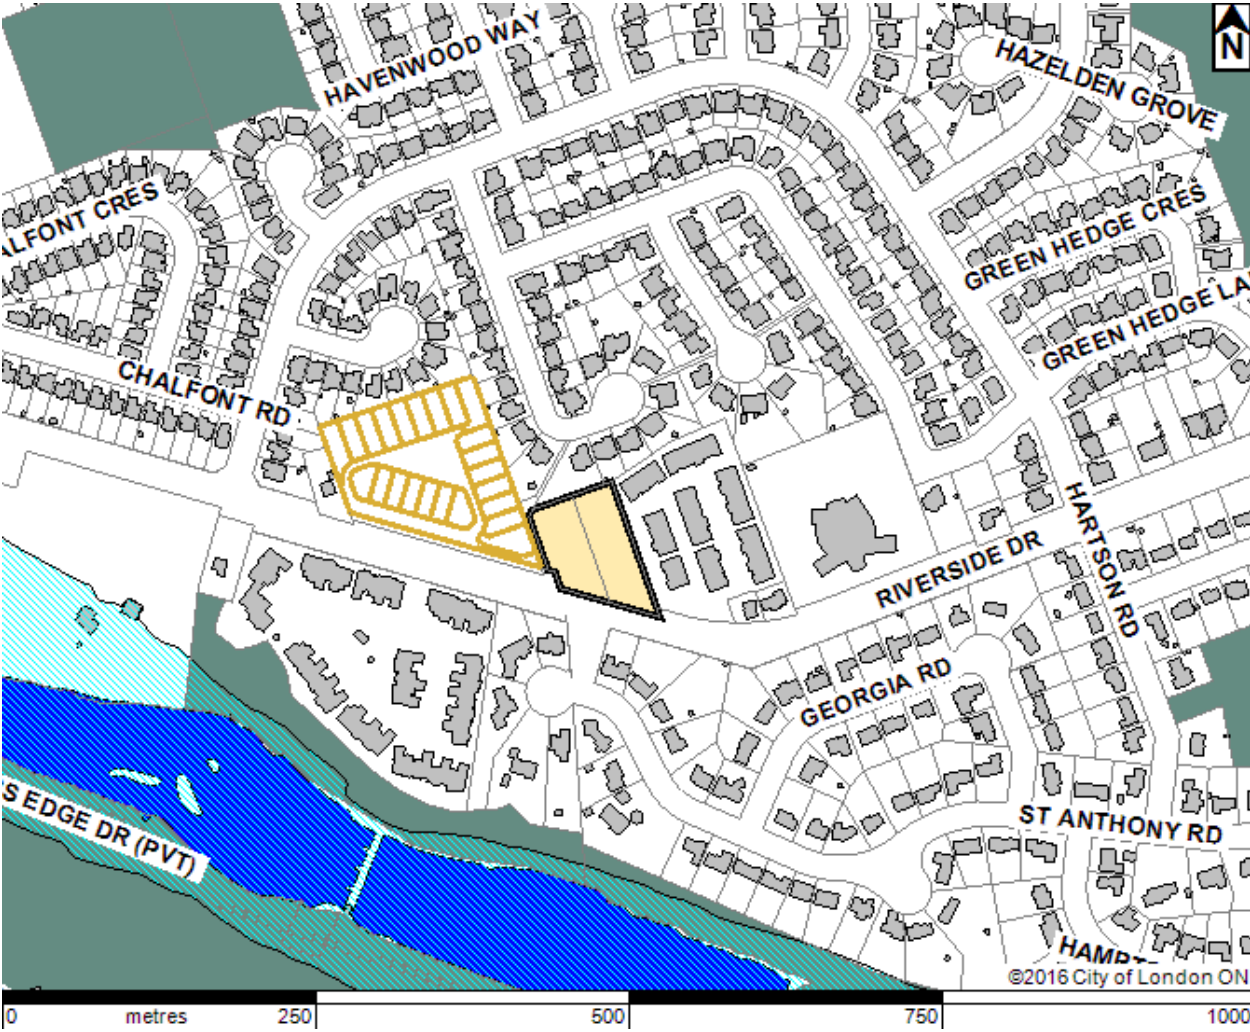 N
HAVENWOOD WAY
HAZELDEN GROVE
ALFONT CRES
GREEN HEDGE CRES
GREEN HEDGE LA
CHALFONT RD
HARTSON RD
RIVERSIDE DR
GEORGIA RD
S EDGE DR (PVT)
ST ANTHONY RD
HAMPT
©2016 City of London ON
0 metres 250 500 750 1000